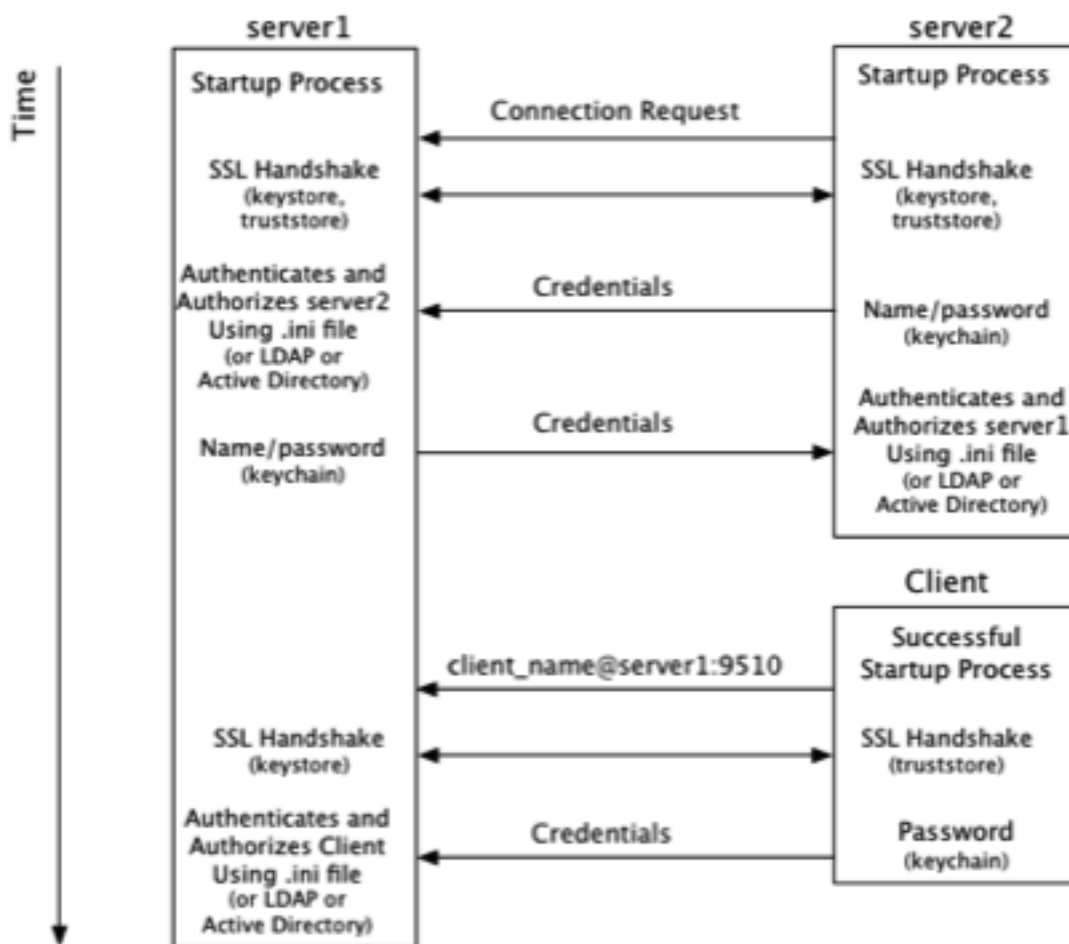 server1
server2
Time
Startup Process
Startup Process
Connection Request
SSL Handshake
(keystore,
truststore)
SSL Handshake
(keystore,
truststore)
Authenticates and
Authorizes server2
Using .ini file
(or LDAP or
Active Directory)
Credentials
Name/password
(keychain)
Name/password
(keychain)
Credentials
Authenticates and
Authorizes server1
Using .ini file
(or LDAP or
Active Directory)
Client
Successful
Startup Process
client_name@server1:9510
SSL Handshake
(keystore)
SSL Handshake
(truststore)
Authenticates and
Authorizes Client
Using .ini file
(or LDAP or
Active Directory)
Credentials
Password
(keychain)